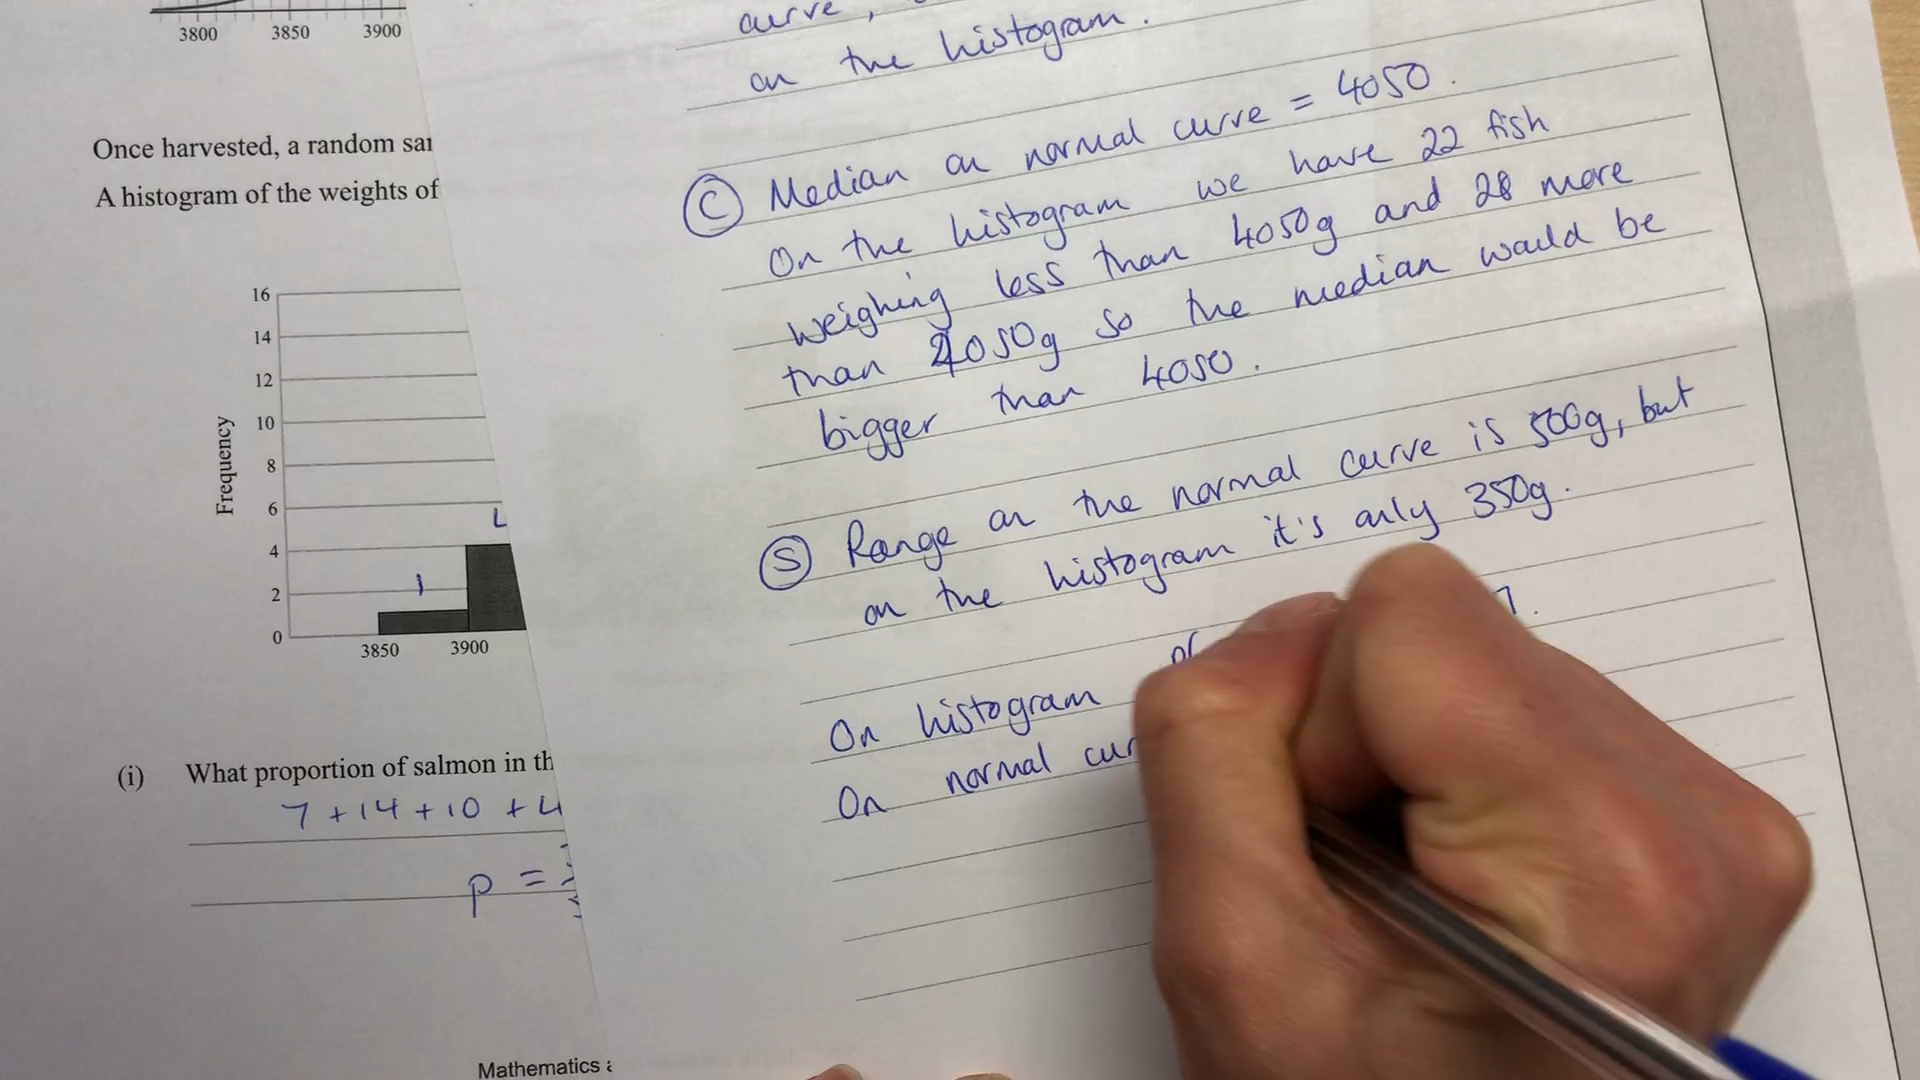 3800 3850 3900
Once harvested, a random
A histogram of the weights of
16
14
12
10
8
6
4
2
0
Frequency
1
3850 3900
(i) What proportion of salmon in
7 + 14 + 10 + 4
p =
Mathematics
curve,
on the histogram.
C Median on normal curve = 4050.
On the histogram we have 22 fish
weighing less than 4050g and 28 more
than 4050g so the median would be
bigger than 4050.
S Range on the normal curve is 500g, but
on the histogram it's only 350g.
On histogram
On normal